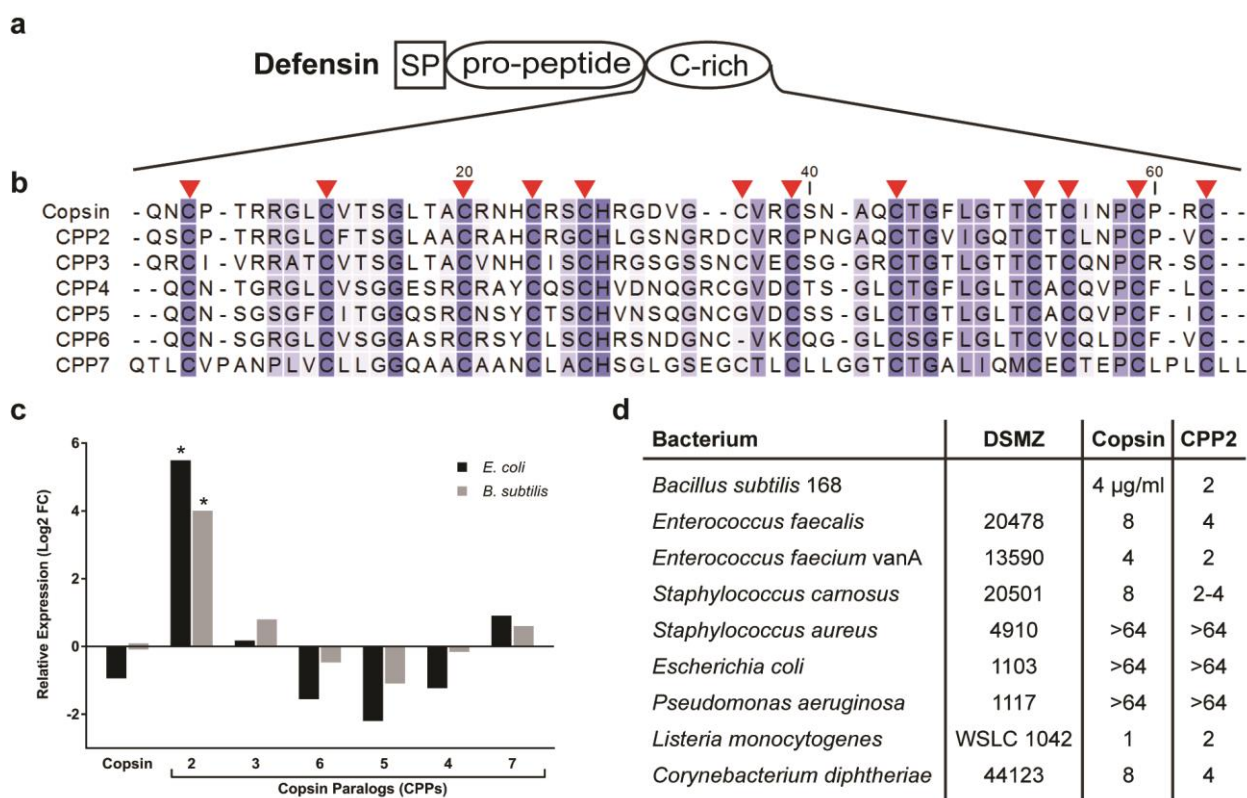 a
Defensin SP pro-peptide C-rich
b
20 40 60
Copsin -QNCP-TRRGLCVTSGLTACRNHCRSCHRGDVG--CVRCSN-AQCTGFLGTTCTCINPCP-RC--
CPP2 -QSCP-TRRGLCFTSGLAACRAHCRGCHLGSNGRDCVRCPNGAQCTGVIGQTCTCLNPCP-VC--
CPP3 -QRCI-VRRATCVTSGLTACVNHCISCHRGSGSSNCVECSG-GRCTGTLGTTCTCQNPCR-SC--
CPP4 --QCN-TGRGLCVSGGESRCRAYCQSCHVDNQGRCGVDCTS-GLCTGFLGLTCACQVPCF-LC--
CPP5 --QCN-SGSGFCITGGQSRCNSYCTSCHVNSQGNCGVDCSS-GLCTGTLGLTCACQVPCF-IC--
CPP6 --QCN-SGRGLCVSGGASRCRSYCLSCHRSNDGNC-VKCQG-GLCSGFLGLTCVCQLDCF-VC--
CPP7 QTLCVPANPLVCLLGGQAACAANCLACHSGLGSEGCTLCLLGGTCTGALIQMCECTEPCLPLCLL
c
Relative Expression (Log2 FC)
6
4
2
0
-2
* *
E. coli
B. subtilis
Copsin 2 3 6 5 4 7
Copsin Paralogs (CPPs)
d
Bacterium DSMZ Copsin CPP2
Bacillus subtilis 168 4 µg/ml 2
Enterococcus faecalis 20478 8 4
Enterococcus faecium vanA 13590 4 2
Staphylococcus carnosus 20501 8 2-4
Staphylococcus aureus 4910 >64 >64
Escherichia coli 1103 >64 >64
Pseudomonas aeruginosa 1117 >64 >64
Listeria monocytogenes WSLC 1042 1 2
Corynebacterium diphtheriae 44123 8 4